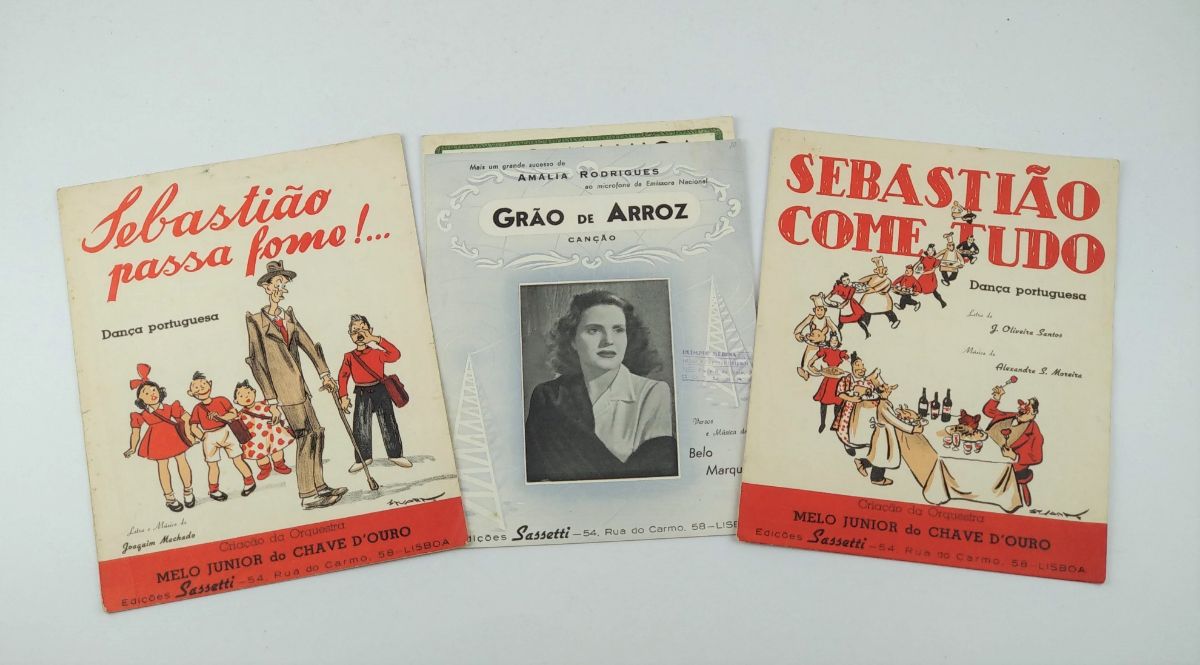 Sebastião
passa fome!...
Dança portuguesa
Letra e Música de
Joaquim Machado
Criação da Orquestra
MELO JUNIOR do CHAVE D'OURO
Edições Sassetti – 54, Rua do Carmo, 58 – LISBOA
Mais um grande sucesso de
AMÁLIA RODRIGUES
ao microfone da Emissora Nacional
GRÃO DE ARROZ
CANÇÃO
Versos
e Música de
Belo
Marqu
dições Sassetti – 54, Rua do Carmo, 58 – LISB
SEBASTIÃO
COME TUDO
Dança portuguesa
Letra de
J. Oliveira Santos
Música de
Alexandre S. Moreira
Criação da Orquestra
MELO JUNIOR do CHAVE D'OURO
Edições Sassetti – 54 Rua do Carmo, 58 – LISBOA